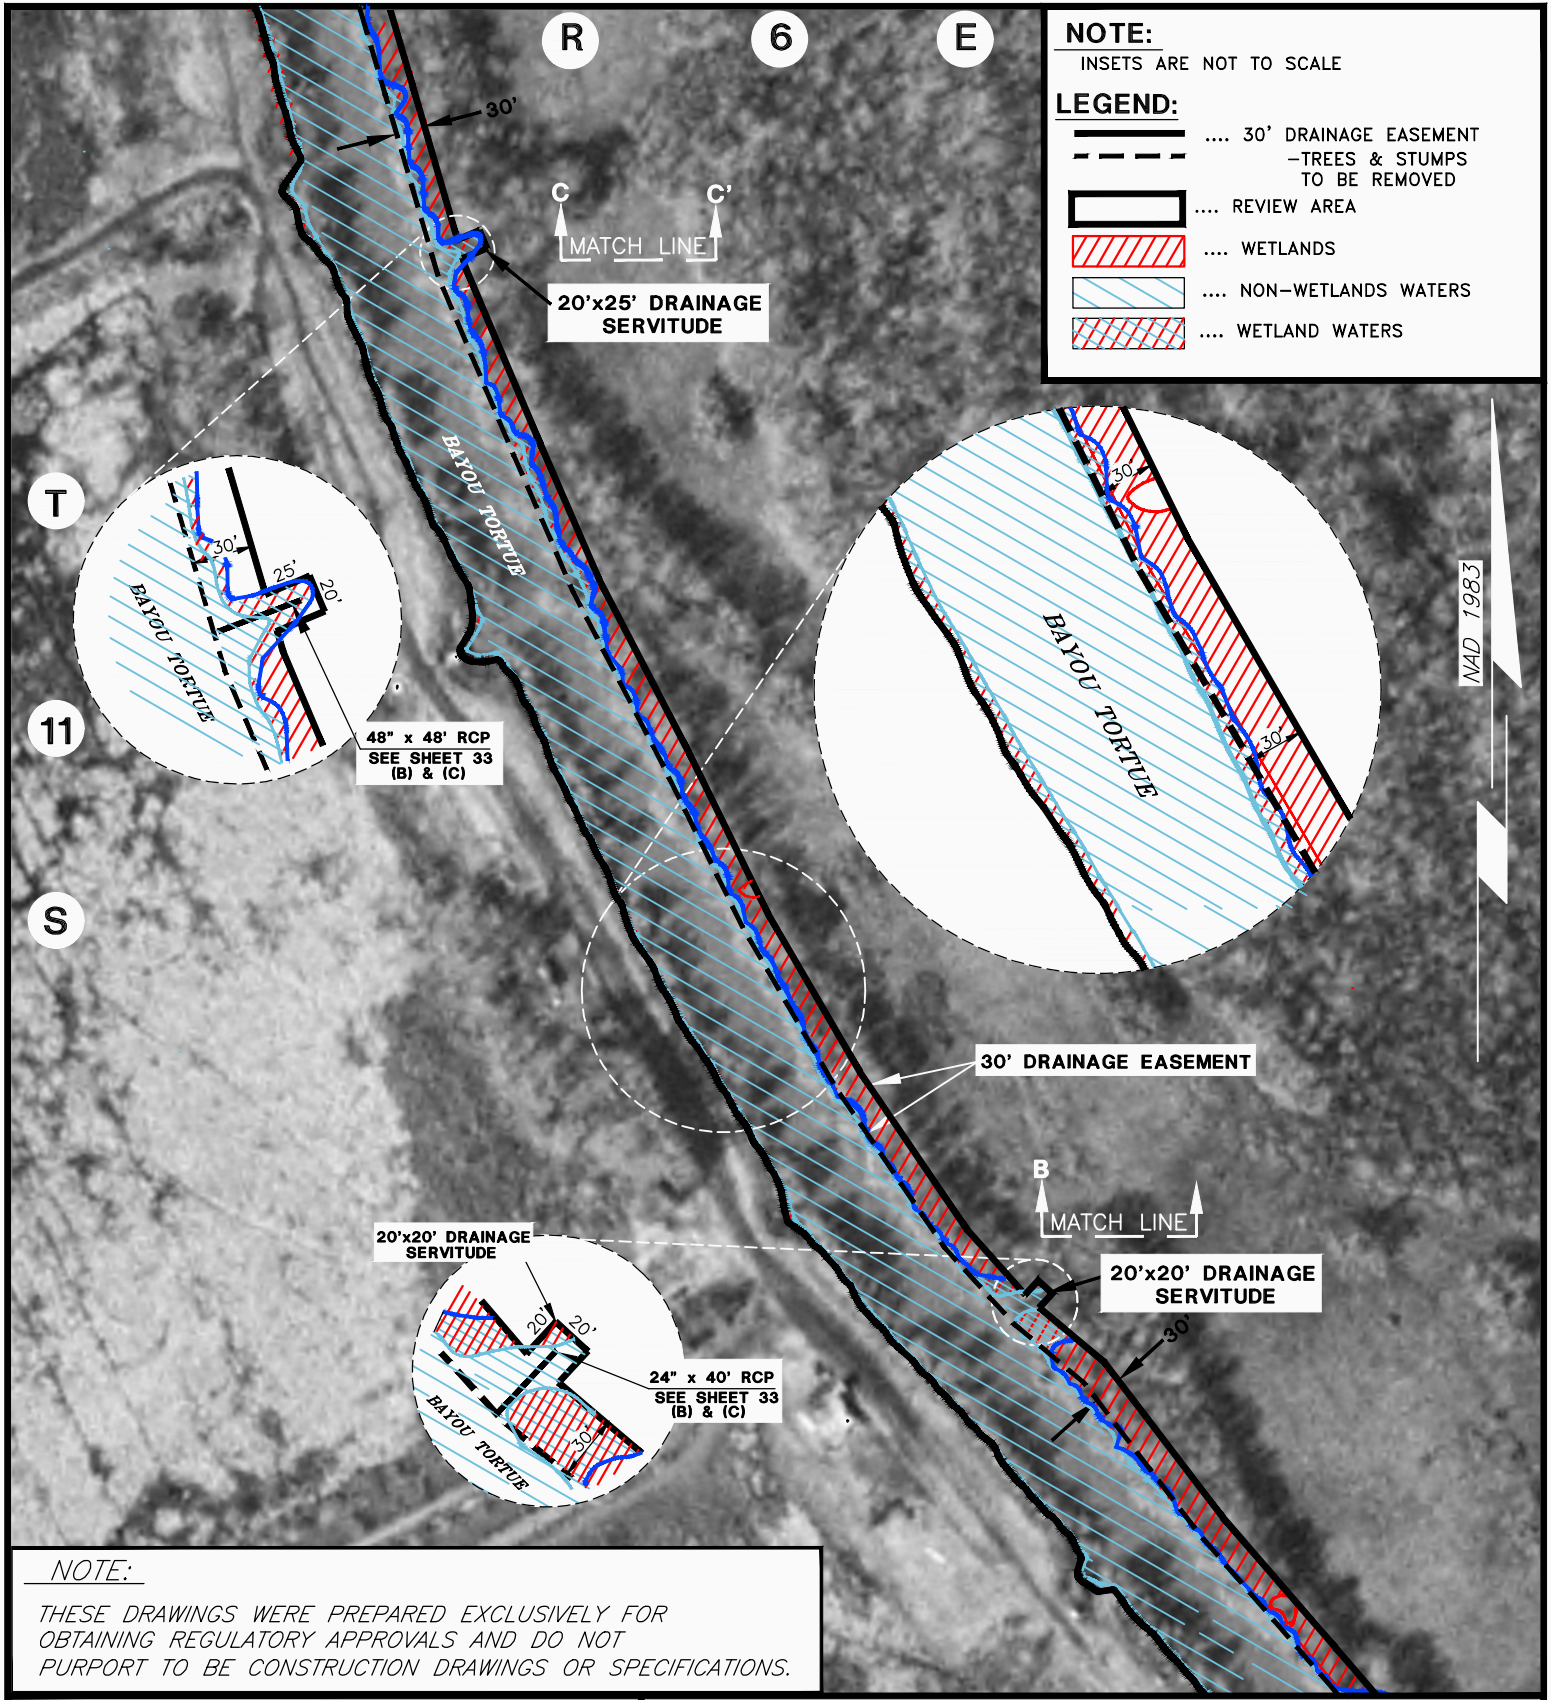 R 6 E
NOTE:
INSETS ARE NOT TO SCALE
LEGEND:
.... 30' DRAINAGE EASEMENT
-TREES & STUMPS
TO BE REMOVED
.... REVIEW AREA
.... WETLANDS
.... NON-WETLANDS WATERS
.... WETLAND WATERS
30'
C C'
MATCH LINE
20'x25' DRAINAGE
SERVITUDE
BAYOU TORTUE
T
11
S
30'
25'
20'
BAYOU TORTUE
48" x 48' RCP
SEE SHEET 33
(B) & (C)
30'
BAYOU TORTUE
30'
NAD 1983
30' DRAINAGE EASEMENT
B
MATCH LINE
20'x20' DRAINAGE
SERVITUDE
30'
20'x20' DRAINAGE
SERVITUDE
20'
20'
24" x 40' RCP
SEE SHEET 33
(B) & (C)
30'
BAYOU TORTUE
NOTE:
THESE DRAWINGS WERE PREPARED EXCLUSIVELY FOR
OBTAINING REGULATORY APPROVALS AND DO NOT
PURPORT TO BE CONSTRUCTION DRAWINGS OR SPECIFICATIONS.